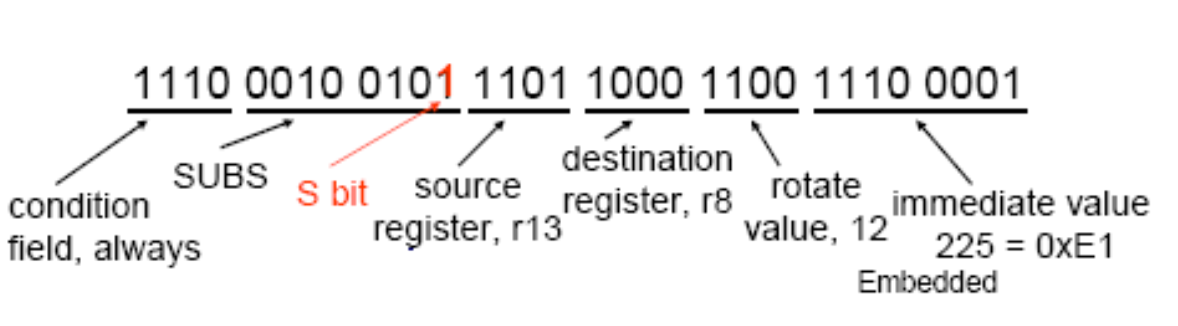 1110 0010 0101 1101 1000 1100 1110 0001
condition
field, always
SUBS
S bit
source
register, r13
destination
register, r8
rotate
value, 12
immediate value
225 = 0xE1
Embedded